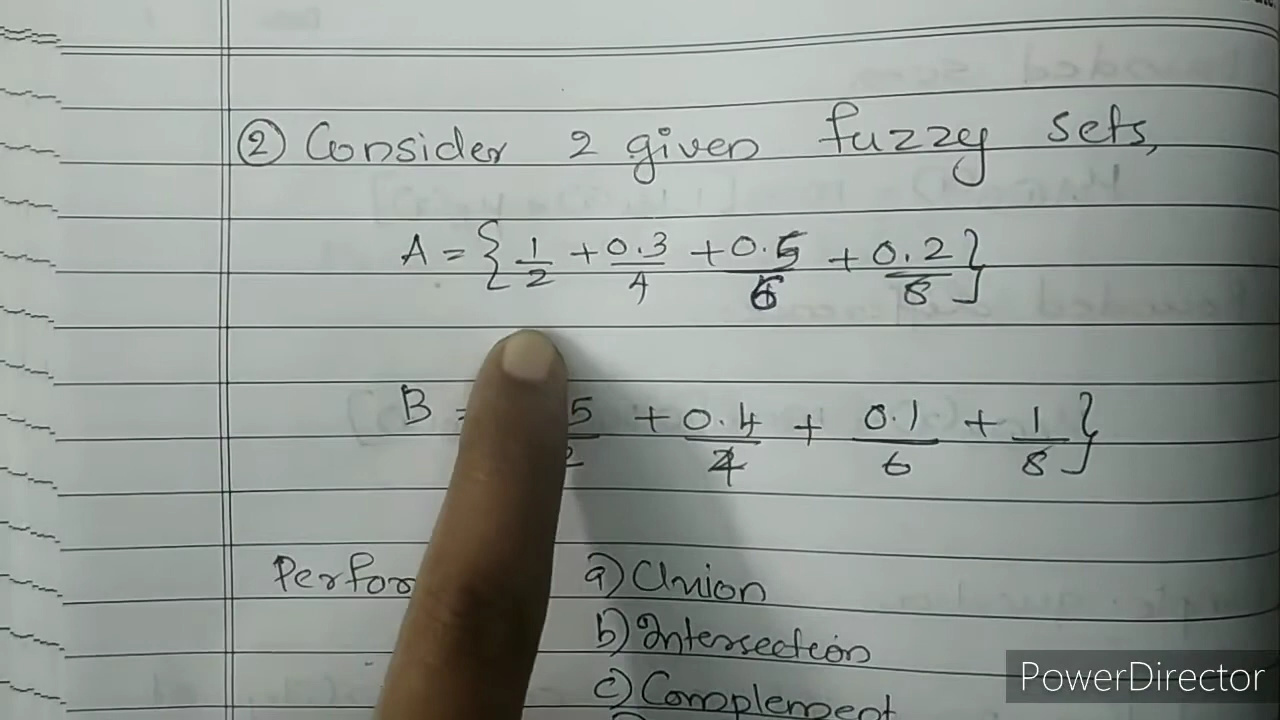 ② Consider 2 given fuzzy sets,
A = { 1/2 + 0.3/4 + 0.5/6 + 0.2/8 }
B = 5/2 + 0.4/4 + 0.1/6 + 1/8 }
Perfor a) Union
b) Intersection
c) Complement
PowerDirector